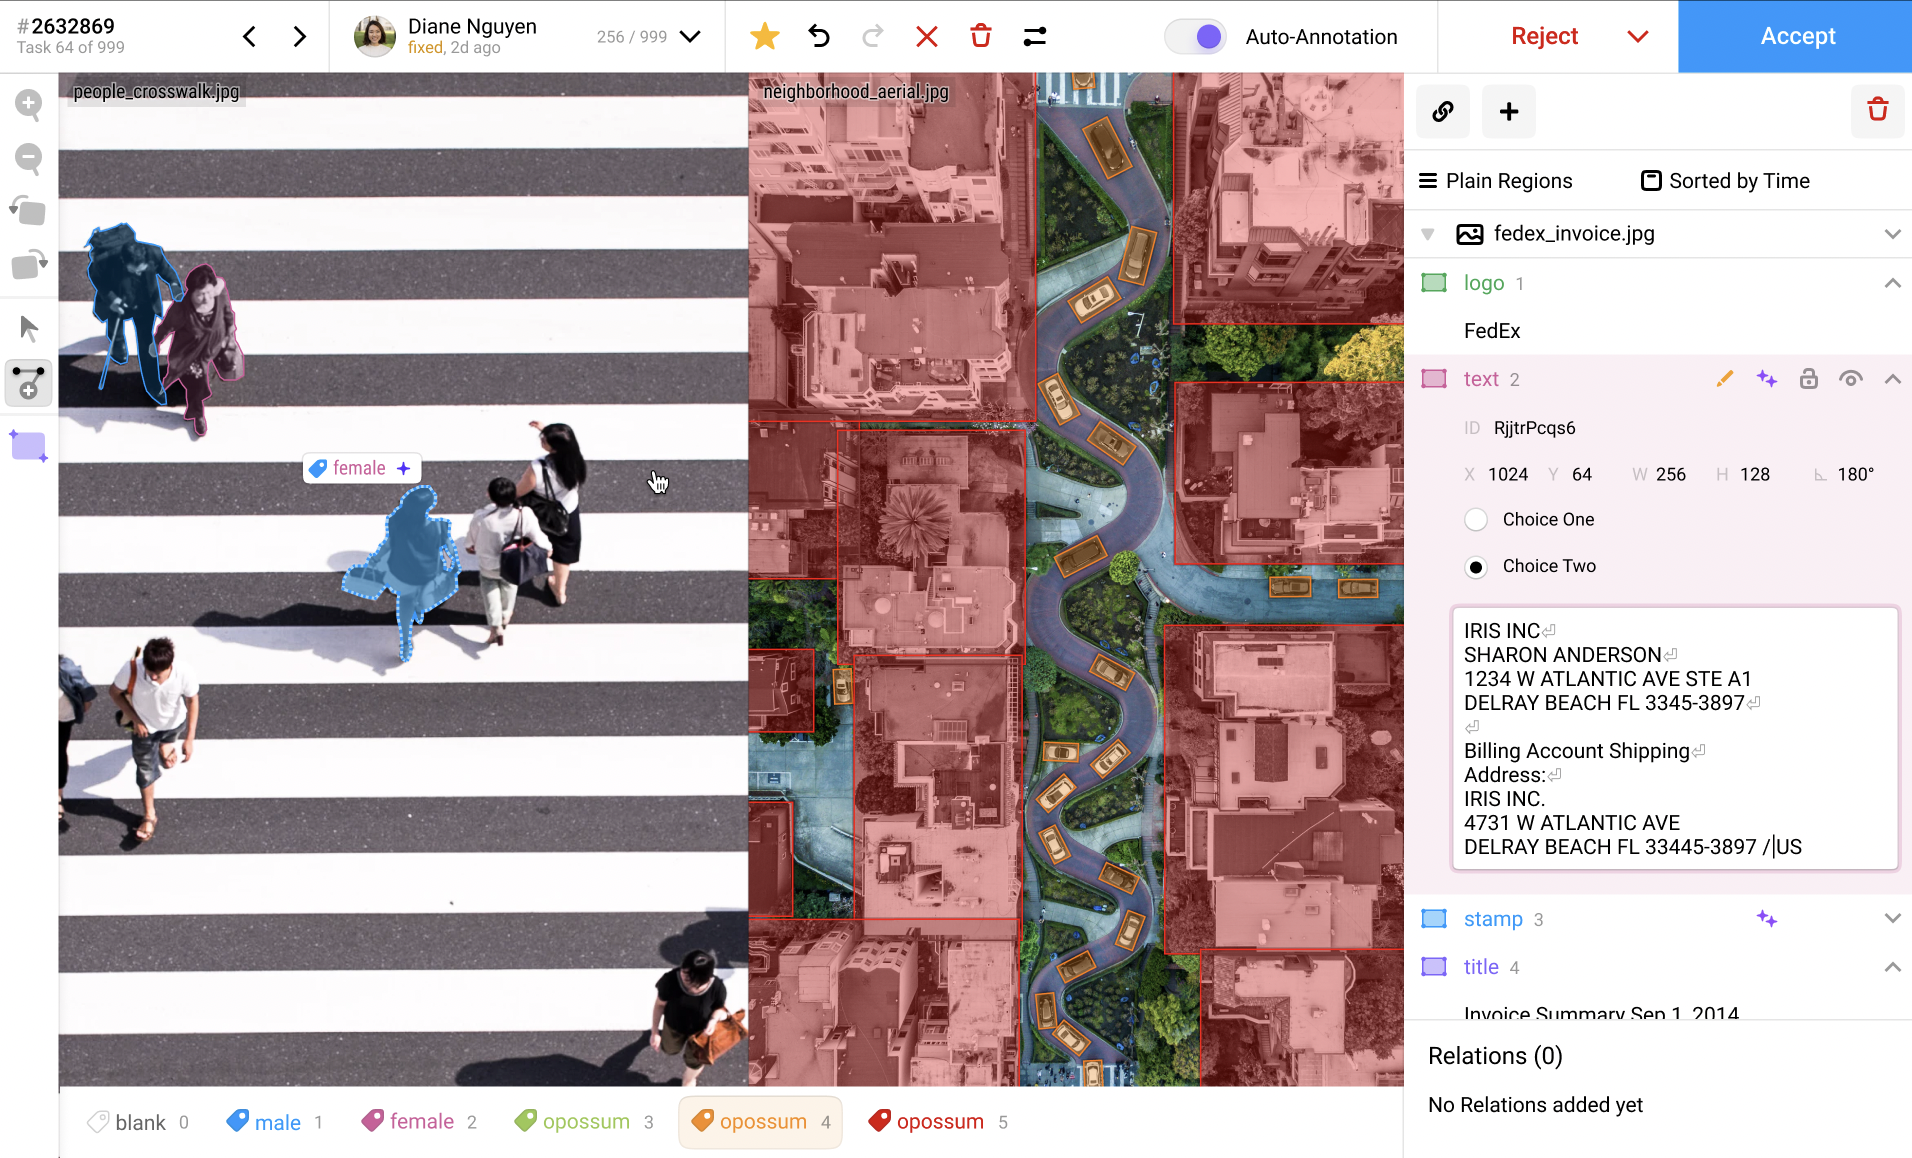 #2632869
Task 64 of 999
Diane Nguyen
fixed, 2d ago
256 / 999
Auto-Annotation
Reject
Accept
people_crosswalk.jpg
neighborhood_aerial.jpg
female
Plain Regions
Sorted by Time
fedex_invoice.jpg
logo 1
FedEx
text 2
ID RjjtrPcqs6
X 1024 Y 64 W 256 H 128 180°
Choice One
Choice Two
IRIS INC
SHARON ANDERSON
1234 W ATLANTIC AVE STE A1
DELRAY BEACH FL 3345-3897
Billing Account Shipping
Address:
IRIS INC.
4731 W ATLANTIC AVE
DELRAY BEACH FL 33445-3897 /US
stamp 3
title 4
Invoice Summary Sep 1, 2014
Relations (0)
No Relations added yet
blank 0 male 1 female 2 opossum 3 opossum 4 opossum 5